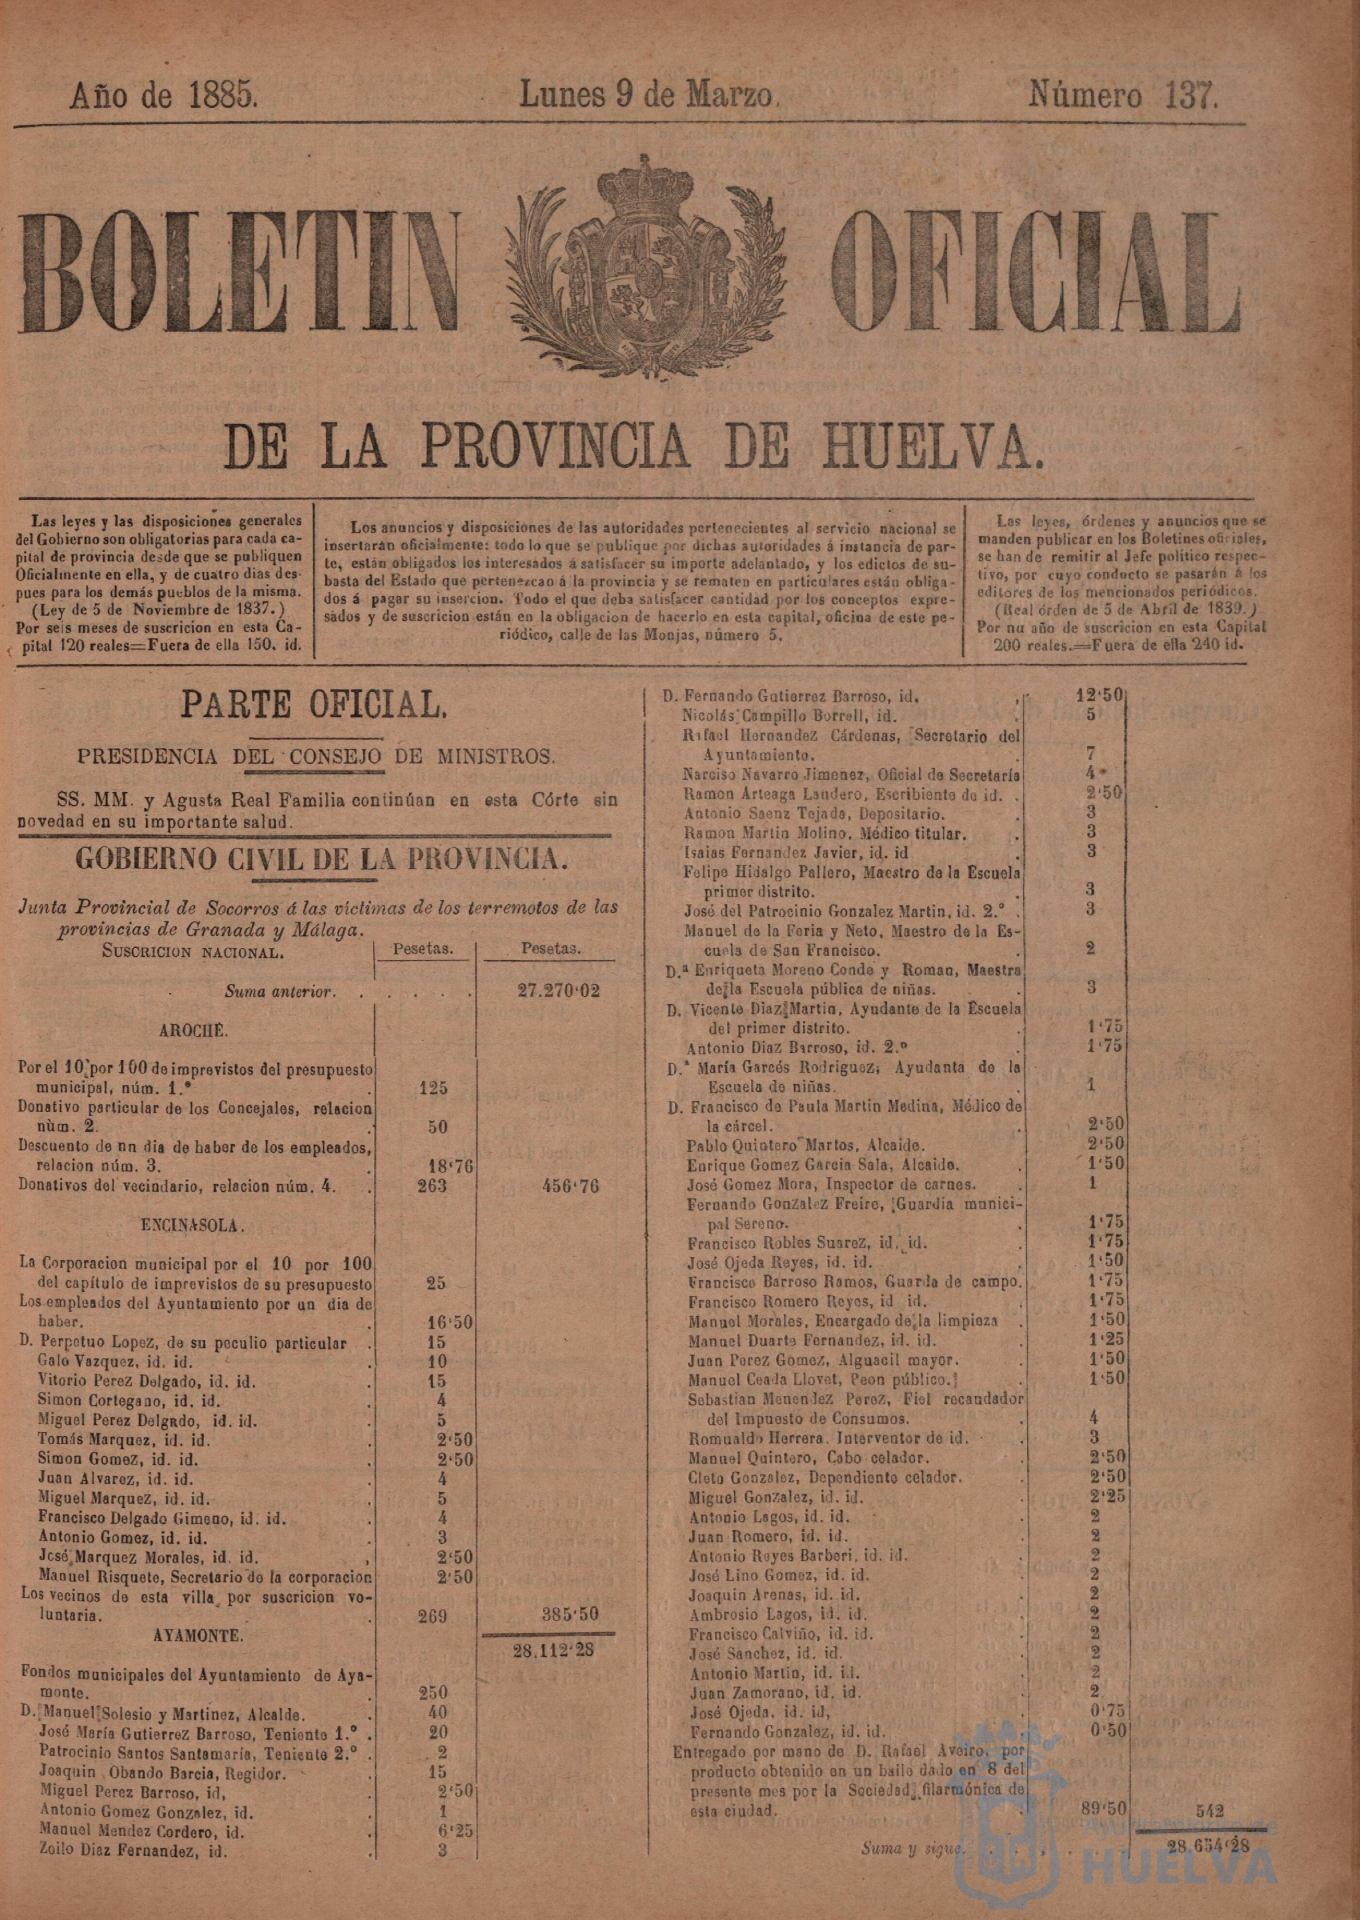 Año de 1885.
Lunes 9 de Marzo.
Número 137.
BOLETIN OFICIAL
DE LA PROVINCIA DE HUELVA.
Las leyes y las disposiciones generales
del Gobierno son obligatorias para cada ca-
pital de provincia desde que se publiquen
Oficialmente en ella, y de cuatro dias des-
pues para los demás pueblos de la misma.
(Ley de 5 de Noviembre de 1837.)
Por seis meses de suscricion en esta Ca-
pital 120 reales=Fuera de ella 150. id.
Los anuncios y disposiciones de las autoridades pertenecientes al servicio nacional se
insertarán oficialmente: todo lo que se publique por dichas autoridades á instancia de par-
te, están obligados los interesados á satisfacer su importe adelantado, y los edictos de su-
basta del Estado que pertenezcan á la provincia y se rematen en particulares están obliga-
dos á pagar su insercion. Todo el que deba satisfacer cantidad por los conceptos expre-
sados y de suscricion están en la obligacion de hacerlo en esta capital, oficina de este pe-
riódico, calle de las Monjas, número 5.
Las leyes, órdenes y anuncios que se
manden publicar en los Boletines oficiales,
se han de remitir al Jefe politico respec-
tivo, por cuyo conducto se pasarán á los
editores de los mencionados periódicos.
(Real órden de 5 de Abril de 1839.)
Por nu año de suscricion en esta Capital
200 reales.=Fuera de ella 240 id.
PARTE OFICIAL.
PRESIDENCIA DEL CONSEJO DE MINISTROS.
SS. MM. y Agusta Real Familia continúan en esta Córte sin
novedad en su importante salud.
GOBIERNO CIVIL DE LA PROVINCIA.
Junta Provincial de Socorros á las víctimas de los terremotos de las
provincias de Granada y Málaga.
SUSCRICION NACIONAL. Pesetas. Pesetas.
Suma anterior. . . . . . 27.270'02
AROCHE.
Por el 10 por 100 de imprevistos del presupuesto
municipal, núm. 1.º 125
Donativo particular de los Concejales, relacion
núm. 2. . 50
Descuento de nn dia de haber de los empleados,
relacion núm. 3. . 18'76
Donativos del vecindario, relacion núm. 4. . 263 456'76
ENCINASOLA.
La Corporacion municipal por el 10 por 100
del capítulo de imprevistos de su presupuesto 25
Los empleados del Ayuntamiento por un dia de
haber. . 16'50
D. Perpetuo Lopez, de su peculio particular . 15
Galo Vazquez, id. id. . 10
Vitorio Perez Delgado, id. id. . 15
Simon Cortegano, id. id. . 4
Miguel Perez Delgado, id. id. . 5
Tomás Marquez, id. id. . 2'50
Simon Gomez, id. id. . 2'50
Juan Alvarez, id. id. . 4
Miguel Marquez, id. id. . 5
Francisco Delgado Gimeno, id. id. . 4
Antonio Gomez, id. id. . 3
José Marquez Morales, id. id. , 2'50
Manuel Risquete, Secretario de la corporacion 2'50
Los vecinos de esta villa por suscricion vo-
luntaria. . 269 385'50
AYAMONTE.
28.112'28
Fondos municipales del Ayuntamiento de Aya-
monte. . 250
D. Manuel Solesio y Martinez, Alcalde. . 40
José María Gutierrez Barroso, Teniente 1.º . 20
Patrocinio Santos Santamaría, Teniente 2.º . 2
Joaquin Obando Barcia, Regidor. . 15
Miguel Perez Barroso, id, 2'50
Antonio Gomez Gonzalez, id. . 1
Manuel Mendez Cordero, id. . 6'25
Zoilo Diaz Fernandez, id. . 3
D. Fernando Gutierrez Barroso, id. , 12'50
Nicolás Campillo Borrell, id. . 5
Rifael Hernandez Cárdenas, Secretario del
Ayuntamiento. . 7
Narciso Navarro Jimenez, Oficial de Secretaría 4
Ramon Arteaga Landero, Escribiente de id. . 2'50
Antonio Saenz Tejada, Depositario. . 3
Ramon Martin Molino, Médico titular. . 3
Isaias Fernandez Javier, id. id . 3
Felipe Hidalgo Pallero, Maestro de la Escuela
primer distrito. . 3
José del Patrocinio Gonzalez Martin, id. 2.º . 3
Manuel de la Feria y Neto, Maestro de la Es-
cuela de San Francisco. . 2
D.ª Enriqueta Moreno Conde y Roman, Maestra
de la Escuela pública de niñas. . 3
D. Vicente Diaz Martin, Ayudante de la Escuela
del primer distrito. . 1'75
Antonio Diaz Barroso, id. 2.º . 1'75
D.ª María Garcés Rodriguez, Ayudanta de la
Escuela de niñas. . 1
D. Francisco de Paula Martin Medina, Médico de
la cárcel. . 2'50
Pablo Quintero Martos, Alcaide. . 2'50
Enrique Gomez Garcia Sala, Alcaide. . 1'50
José Gomez Mora, Inspector de carnes. . 1
Fernando Gonzalez Freire, Guardia munici-
pal Sereno. . 1'75
Francisco Robles Suarez, id. id. . 1'75
José Ojeda Reyes, id. id. . 1'50
Francisco Barroso Ramos, Guarda de campo. 1'75
Francisco Romero Reyes, id id. . 1'75
Manuel Morales, Encargado de la limpieza . 1'50
Manuel Duarte Fernandez, id. id. . 1'25
Juan Perez Gomez, Alguacil mayor. . 1'50
Manuel Ceada Llovet, Peon público. . 1'50
Sebastian Menendez Perez, Fiel recaudador
del Impuesto de Consumos. . 4
Romualdo Herrera. Interventor de id. . 3
Manuel Quintero, Cabo celador. . 2'50
Cleto Gonzalez, Dependiente celador. . 2'50
Miguel Gonzalez, id. id. . 2'25
Antonio Lagos, id. id. . 2
Juan Romero, id. id. . 2
Antonio Reyes Barberi, id. id. . 2
José Lino Gomez, id. id. . 2
Joaquin Arenas, id. id. . 2
Ambrosio Lagos, id. id. . 2
Francisco Calviño, id. id. . 2
José Sanchez, id. id. . 2
Antonio Martin, id. id. . 2
Juan Zamorano, id. id. . 2
José Ojeda. id. id, . 0'75
Fernando Gonzalez, id. id. . 0'50
Entregado por mano de D. Rafael Aveiro, por
producto obtenido en un baile dado en 8 del
presente mes por la Sociedad filarmónica de
esta ciudad. . 89'50 542
Suma y sigue. . . . . 28.654'28
Ayuntamiento de
HUELVA